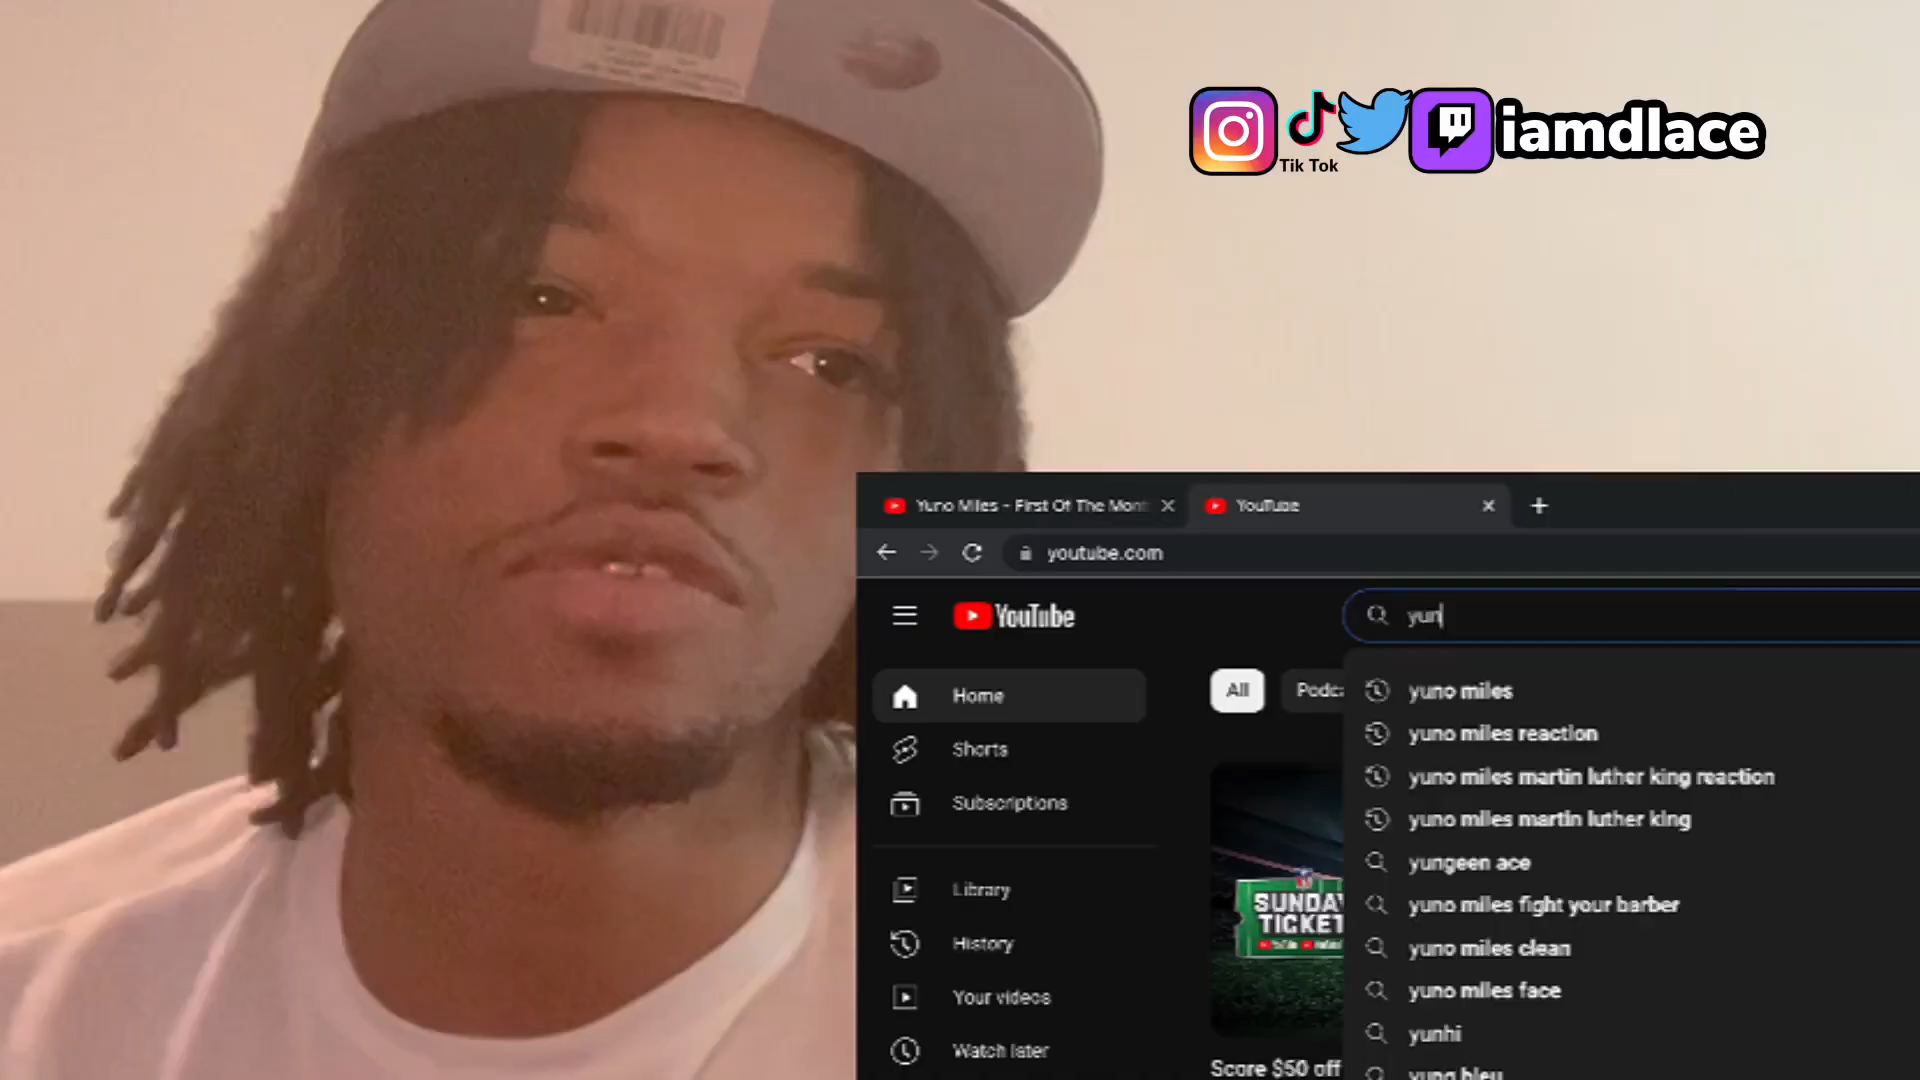 iamdlace
Tik Tok
Yuno Miles - First Of The Mon
YouTube
youtube.com
YouTube
yun
All
Home
yuno miles
Shorts
yuno miles reaction
yuno miles martin luther king reaction
Subscriptions
yuno miles martin luther king
yungeen ace
Library
SUNDAY
TICKET
yuno miles fight your barber
History
yuno miles clean
Your videos
yuno miles face
yunhi
Watch later
Score $50 off
yung bleu